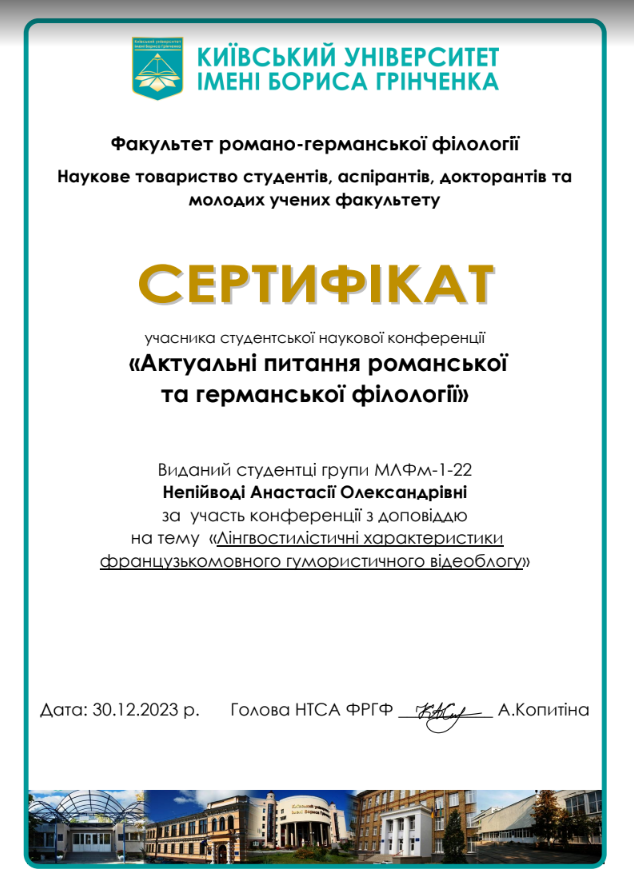 КИЇВСЬКИЙ УНІВЕРСИТЕТ
ІМЕНІ БОРИСА ГРІНЧЕНКА
Факультет романо-германської філології
Наукове товариство студентів, аспірантів, докторантів та
молодих учених факультету
СЕРТИФІКАТ
учасника студентської наукової конференції
«Актуальні питання романської
та германської філології»
Виданий студентці групи МЛФм-1-22
Непійводі Анастасії Олександрівні
за участь конференції з доповіддю
на тему «Лінгвостилістичні характеристики
французькомовного гумористичного відеоблогу»
Дата: 30.12.2023 р. Голова НТСА ФРГФ ________ А.Копитіна